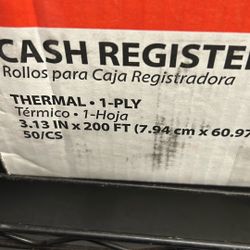 CASH REGISTER
Rollos para Caja Registradora
THERMAL • 1-PLY
Térmico • 1-Hoja
3.13 IN x 200 FT (7.94 cm x 60.97
50/CS